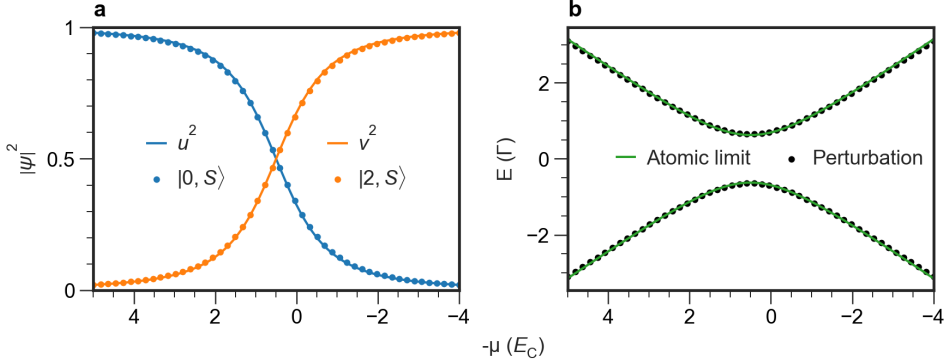 a
1
0.5
0
|ψ|²
u²
v²
|0, S⟩
|2, S⟩
4
2
0
−2
−4
b
2
0
−2
E (Γ)
Atomic limit
Perturbation
4
2
0
−2
−4
-μ (E_C)